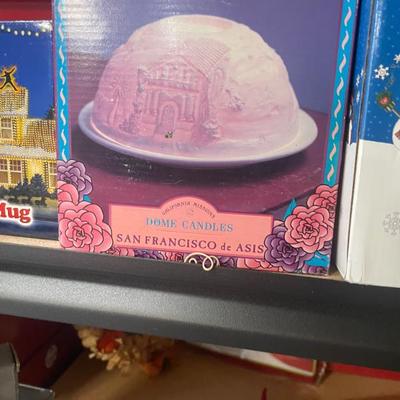 CALIFORNIA MISSIONS
DOME CANDLES
SAN FRANCISCO de ASIS
Mug